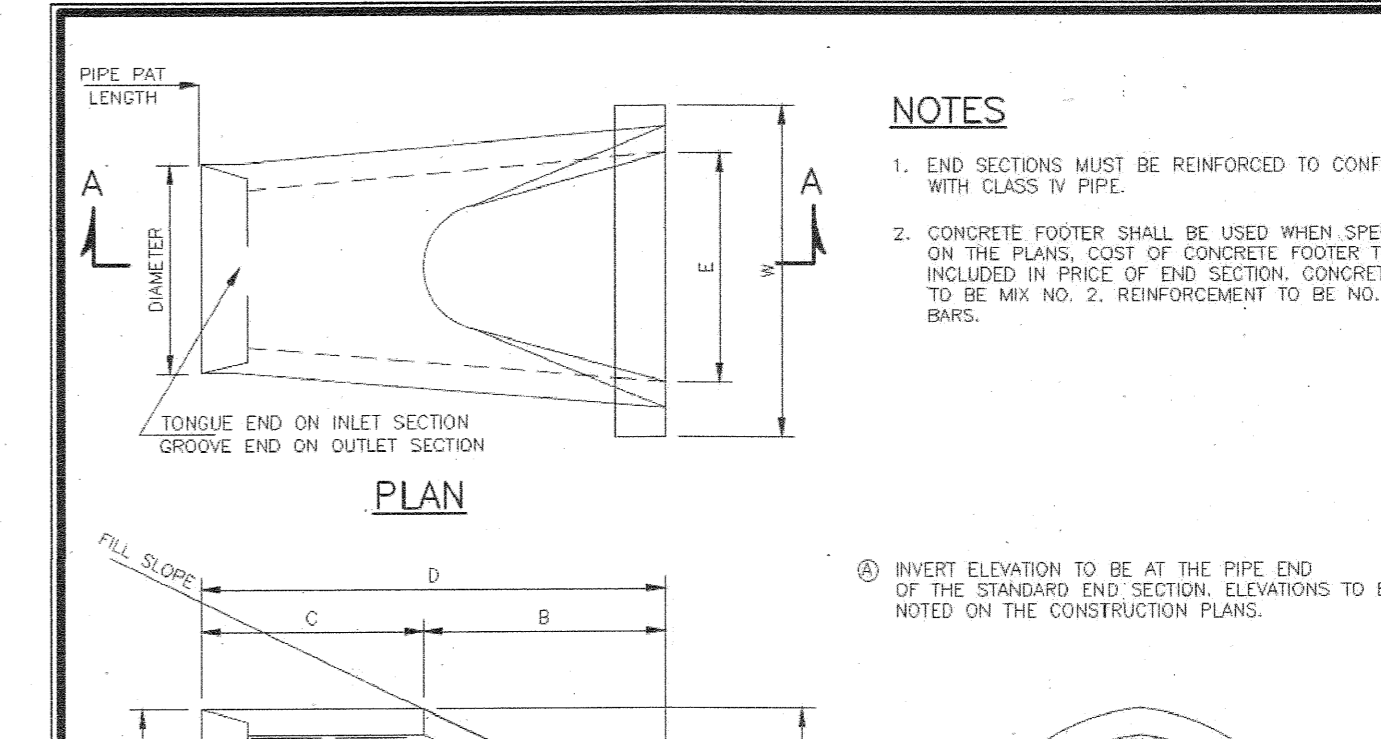 PIPE PAT
LENGTH
A
A
DIAMETER
E
W
TONGUE END ON INLET SECTION
GROOVE END ON OUTLET SECTION
PLAN
NOTES
1. END SECTIONS MUST BE REINFORCED TO CONF
WITH CLASS IV PIPE.
2. CONCRETE FOOTER SHALL BE USED WHEN SPE
ON THE PLANS, COST OF CONCRETE FOOTER T
INCLUDED IN PRICE OF END SECTION. CONCRET
TO BE MIX NO. 2. REINFORCEMENT TO BE NO.
BARS.
FILL SLOPE
D
C
B
Ⓐ INVERT ELEVATION TO BE AT THE PIPE END
OF THE STANDARD END SECTION. ELEVATIONS TO B
NOTED ON THE CONSTRUCTION PLANS.